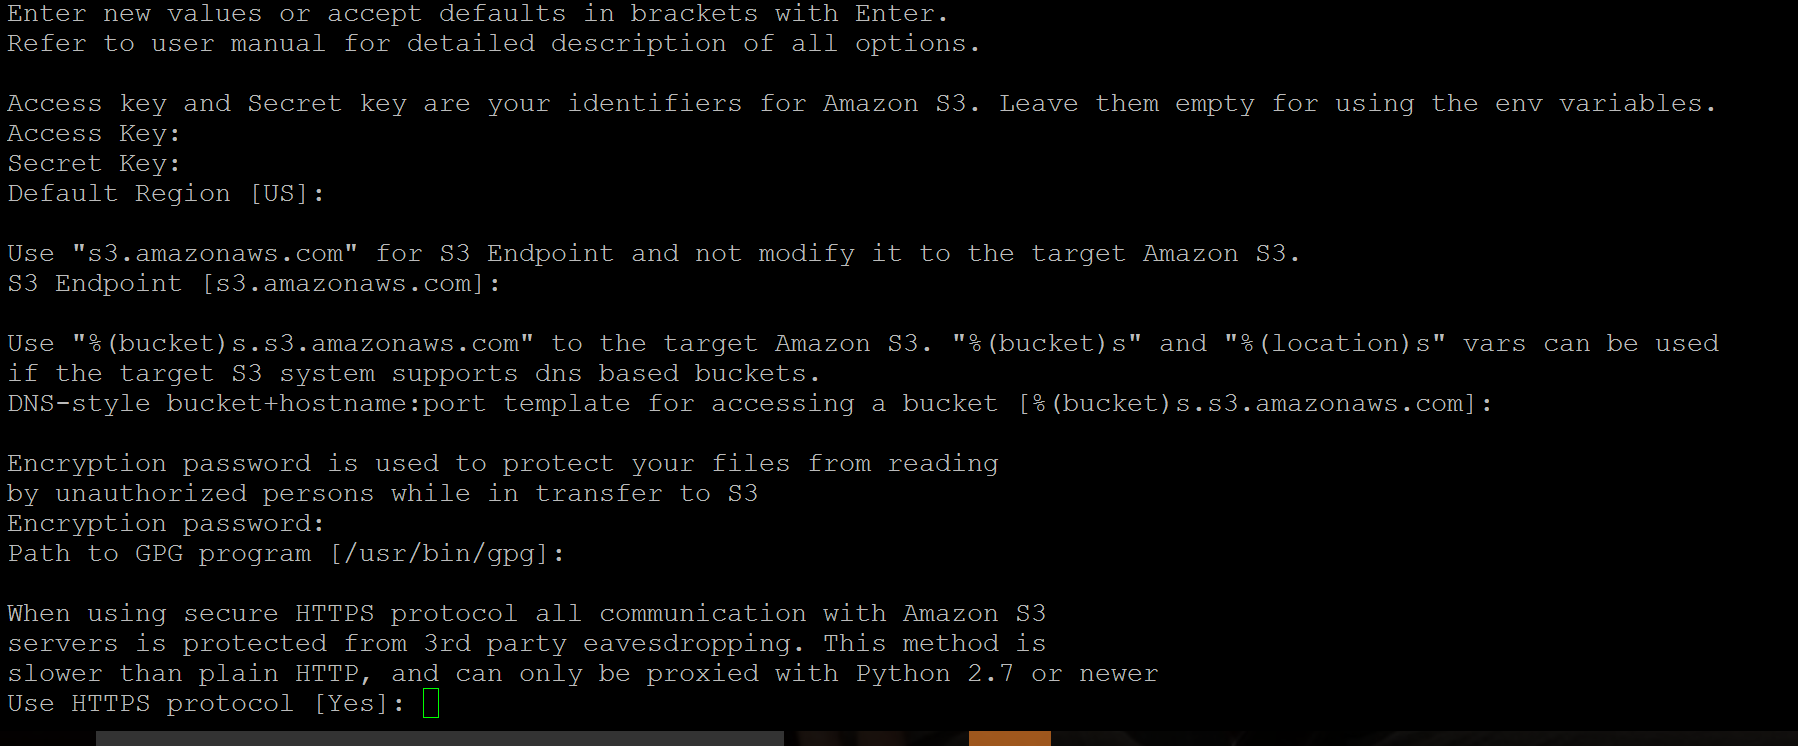 Enter new values or accept defaults in brackets with Enter.
Refer to user manual for detailed description of all options.
Access key and Secret key are your identifiers for Amazon S3. Leave them empty for using the env variables.
Access Key:
Secret Key:
Default Region [US]:
Use "s3.amazonaws.com" for S3 Endpoint and not modify it to the target Amazon S3.
S3 Endpoint [s3.amazonaws.com]:
Use "%(bucket)s.s3.amazonaws.com" to the target Amazon S3. "%(bucket)s" and "%(location)s" vars can be used
if the target S3 system supports dns based buckets.
DNS-style bucket+hostname:port template for accessing a bucket [%(bucket)s.s3.amazonaws.com]:
Encryption password is used to protect your files from reading
by unauthorized persons while in transfer to S3
Encryption password:
Path to GPG program [/usr/bin/gpg]:
When using secure HTTPS protocol all communication with Amazon S3
servers is protected from 3rd party eavesdropping. This method is
slower than plain HTTP, and can only be proxied with Python 2.7 or newer
Use HTTPS protocol [Yes]: